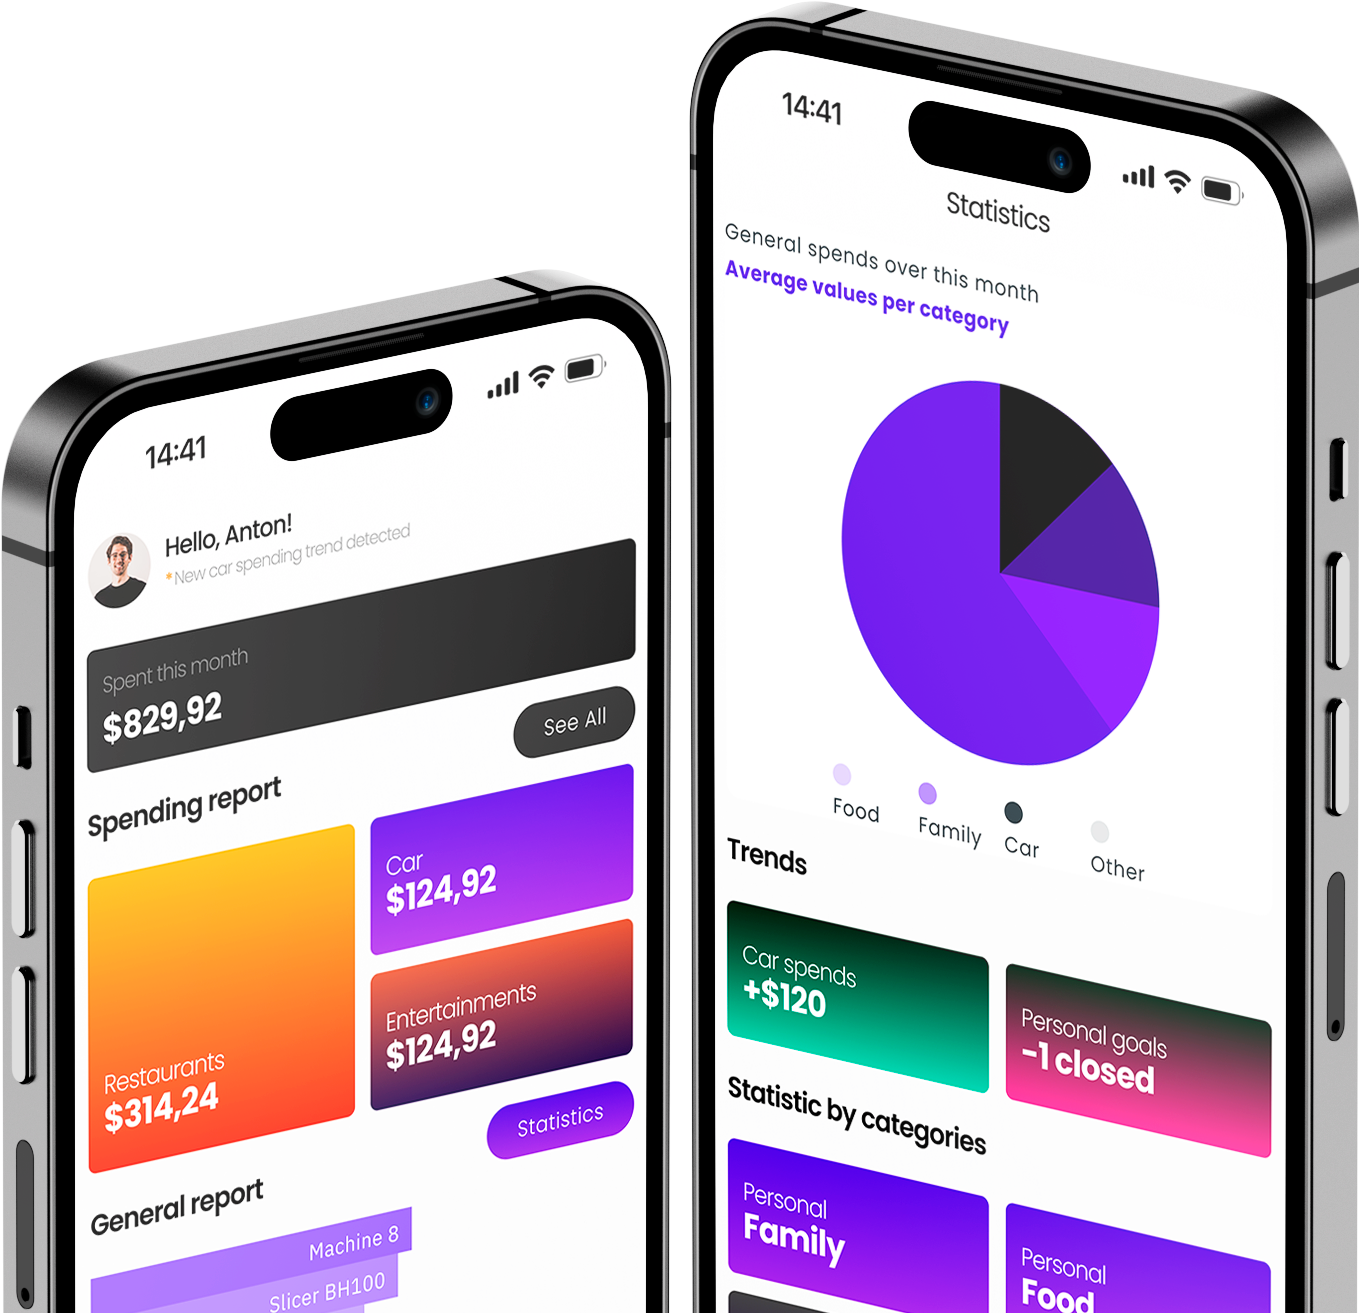 14:41
Hello, Anton!
*New car spending trend detected
Spent this month
$829,92
See All
Spending report
Car
$124,92
Restaurants
$314,24
Entertainments
$124,92
Statistics
General report
Machine 8
Slicer BH100
14:41
Statistics
General spends over this month
Average values per category
Food
Family
Car
Other
Trends
Car spends
+$120
Personal goals
-1 closed
Statistic by categories
Personal
Family
Personal
Food